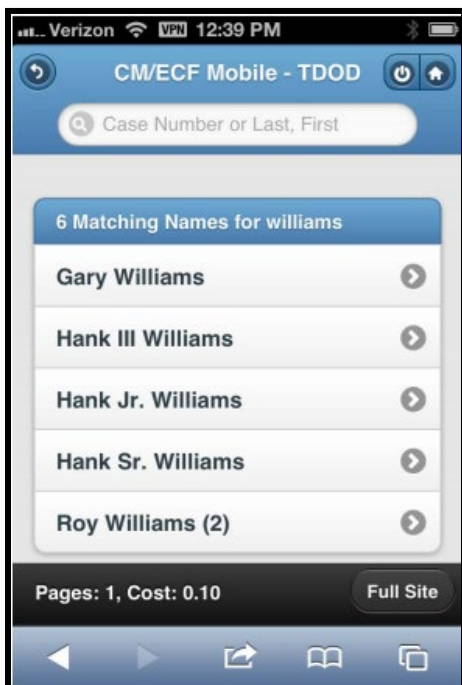 Verizon VPN 12:39 PM
CM/ECF Mobile - TDOD
Case Number or Last, First
6 Matching Names for williams
Gary Williams
Hank III Williams
Hank Jr. Williams
Hank Sr. Williams
Roy Williams (2)
Pages: 1, Cost: 0.10
Full Site